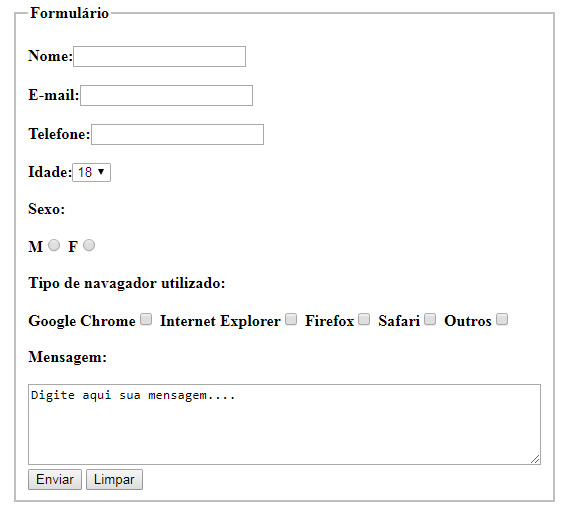 Formulário
Nome:
E-mail:
Telefone:
Idade: 18
Sexo:
M F
Tipo de navagador utilizado:
Google Chrome Internet Explorer Firefox Safari Outros
Mensagem:
Digite aqui sua mensagem....
Enviar Limpar